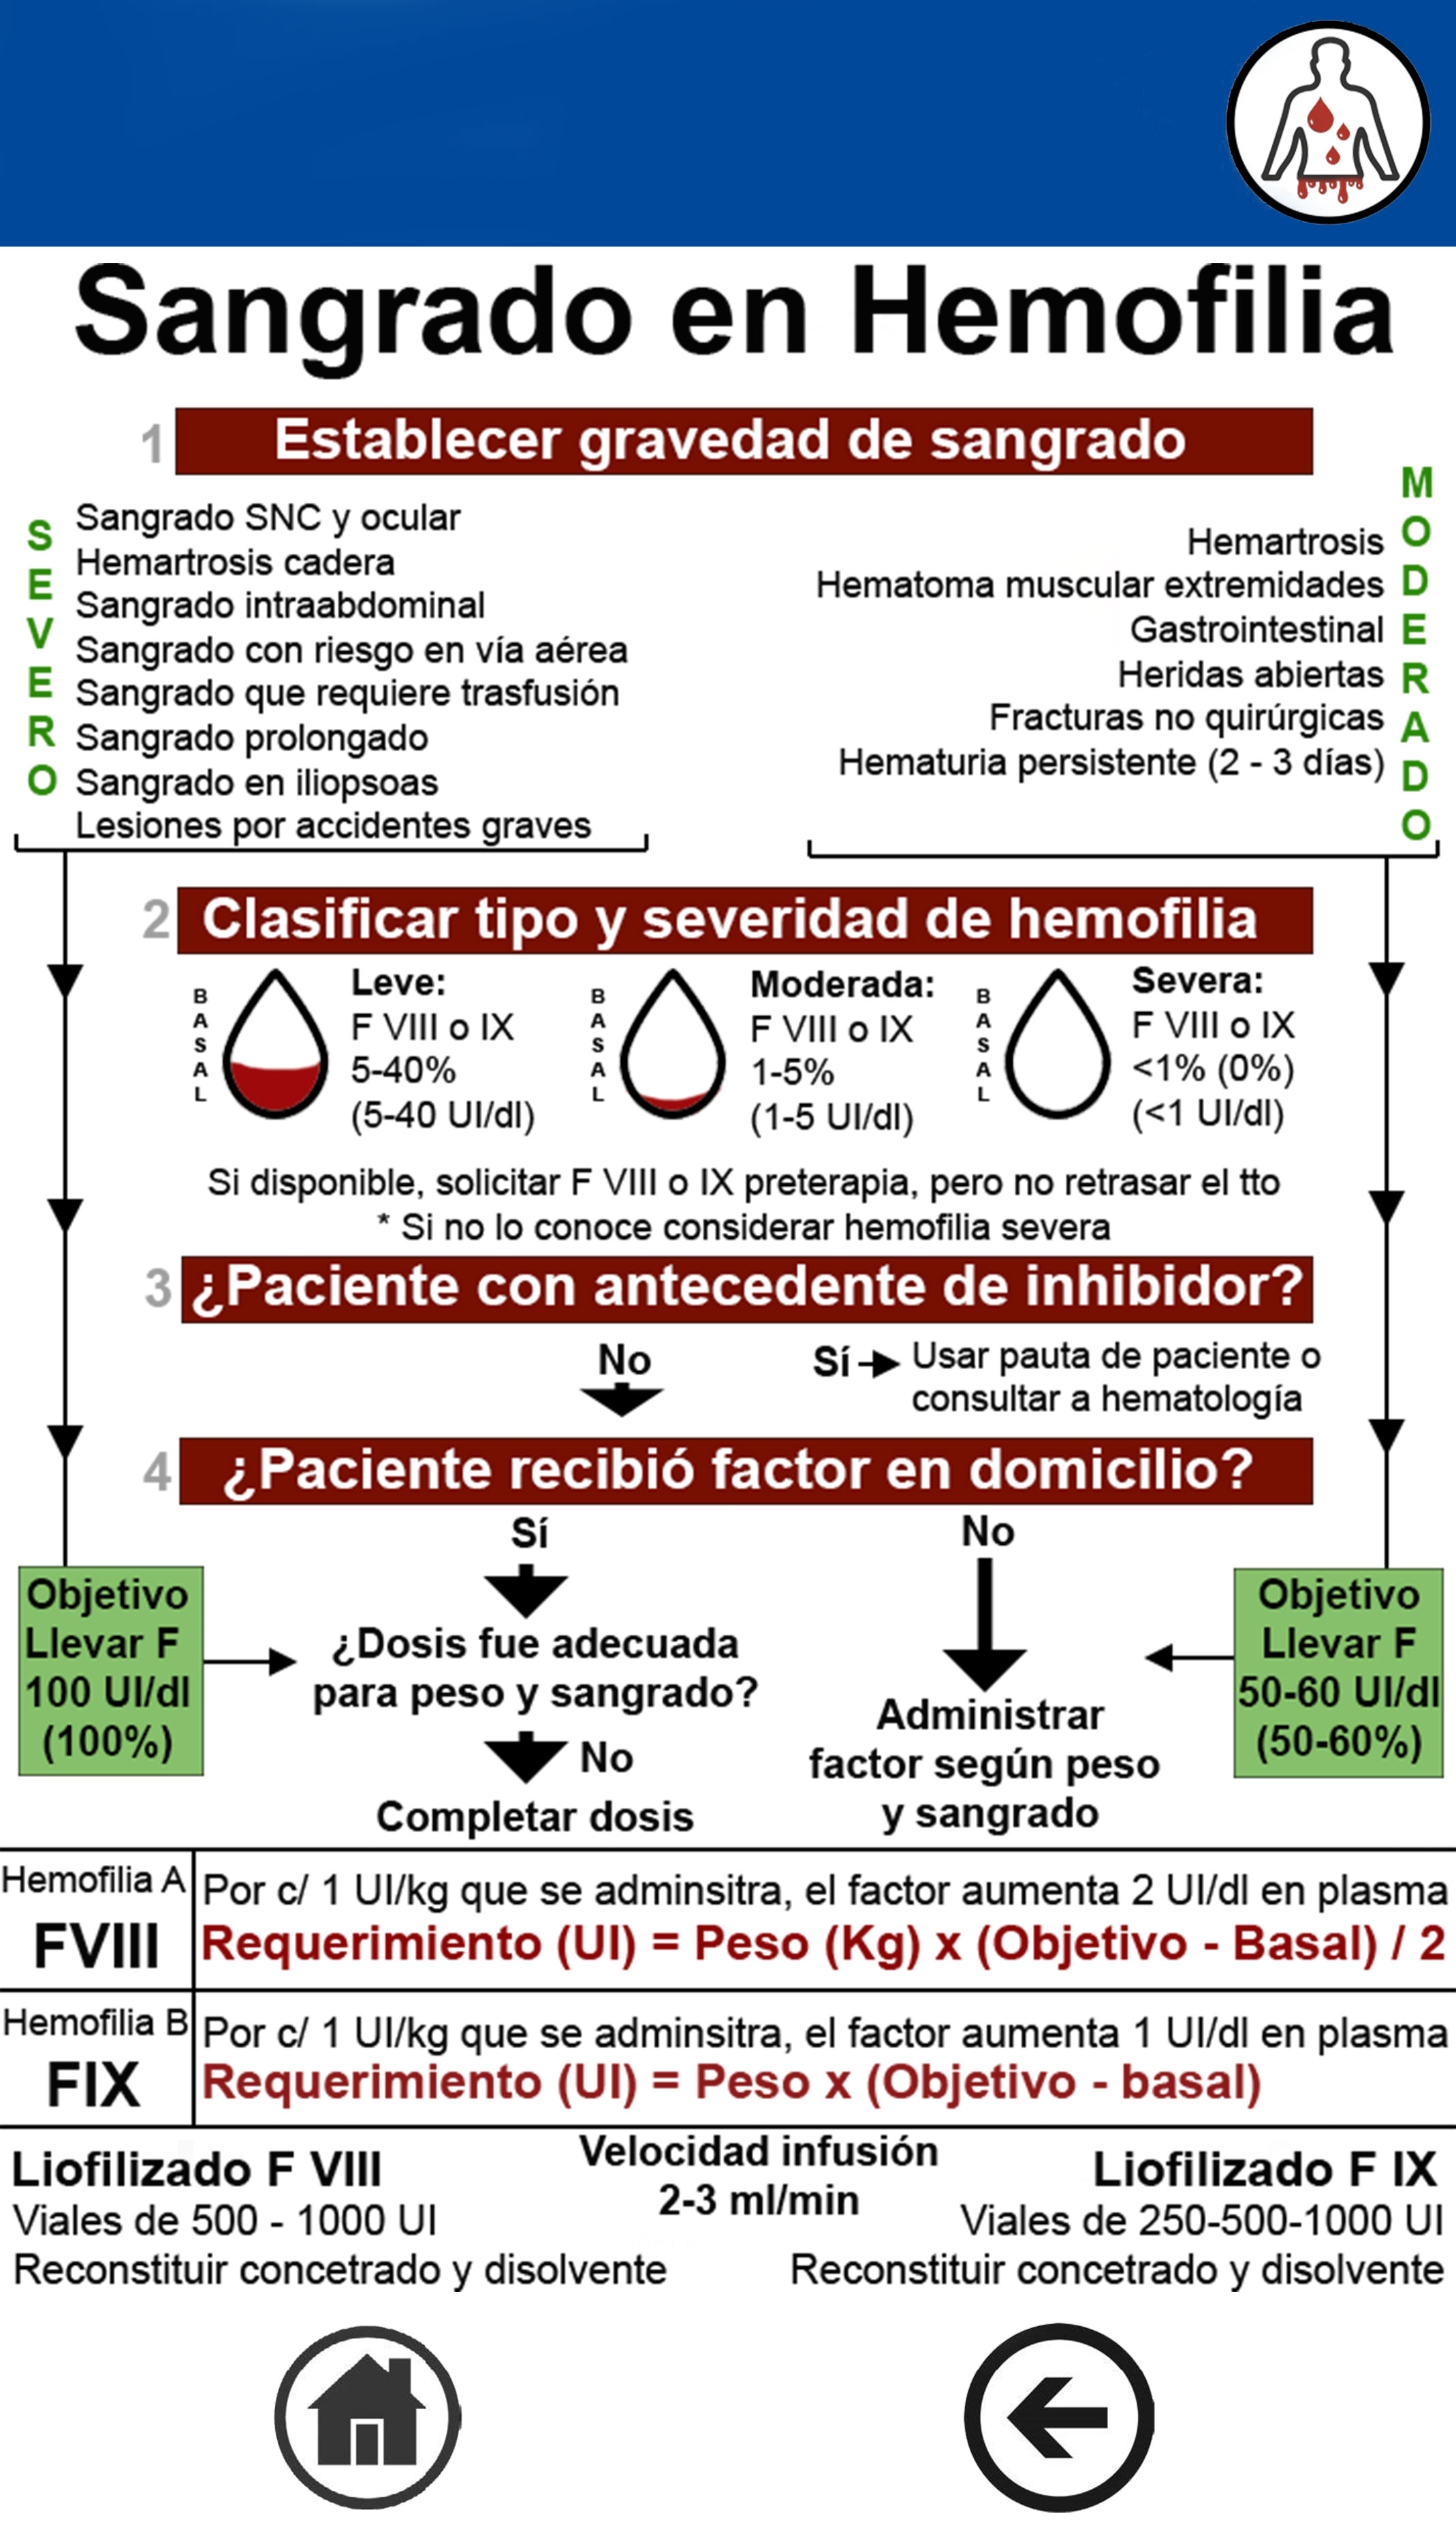 Sangrado en Hemofilia
1 Establecer gravedad de sangrado
SEVERO
Sangrado SNC y ocular
Hemartrosis cadera
Sangrado intraabdominal
Sangrado con riesgo en vía aérea
Sangrado que requiere trasfusión
Sangrado prolongado
Sangrado en iliopsoas
Lesiones por accidentes graves
MODERADO
Hemartrosis
Hematoma muscular extremidades
Gastrointestinal
Heridas abiertas
Fracturas no quirúrgicas
Hematuria persistente (2 - 3 días)
2 Clasificar tipo y severidad de hemofilia
BASAL
Leve:
F VIII o IX
5-40%
(5-40 UI/dl)
BASAL
Moderada:
F VIII o IX
1-5%
(1-5 UI/dl)
BASAL
Severa:
F VIII o IX
<1% (0%)
(<1 UI/dl)
Si disponible, solicitar F VIII o IX preterapia, pero no retrasar el tto
* Si no lo conoce considerar hemofilia severa
3 ¿Paciente con antecedente de inhibidor?
No
Sí
Usar pauta de paciente o
consultar a hematología
4 ¿Paciente recibió factor en domicilio?
Sí
No
Objetivo
Llevar F
100 UI/dl
(100%)
¿Dosis fue adecuada
para peso y sangrado?
No
Completar dosis
Administrar
factor según peso
y sangrado
Objetivo
Llevar F
50-60 UI/dl
(50-60%)
Hemofilia A
FVIII
Por c/ 1 UI/kg que se adminsitra, el factor aumenta 2 UI/dl en plasma
Requerimiento (UI) = Peso (Kg) x (Objetivo - Basal) / 2
Hemofilia B
FIX
Por c/ 1 UI/kg que se adminsitra, el factor aumenta 1 UI/dl en plasma
Requerimiento (UI) = Peso x (Objetivo - basal)
Liofilizado F VIII
Viales de 500 - 1000 UI
Reconstituir concetrado y disolvente
Velocidad infusión
2-3 ml/min
Liofilizado F IX
Viales de 250-500-1000 UI
Reconstituir concetrado y disolvente